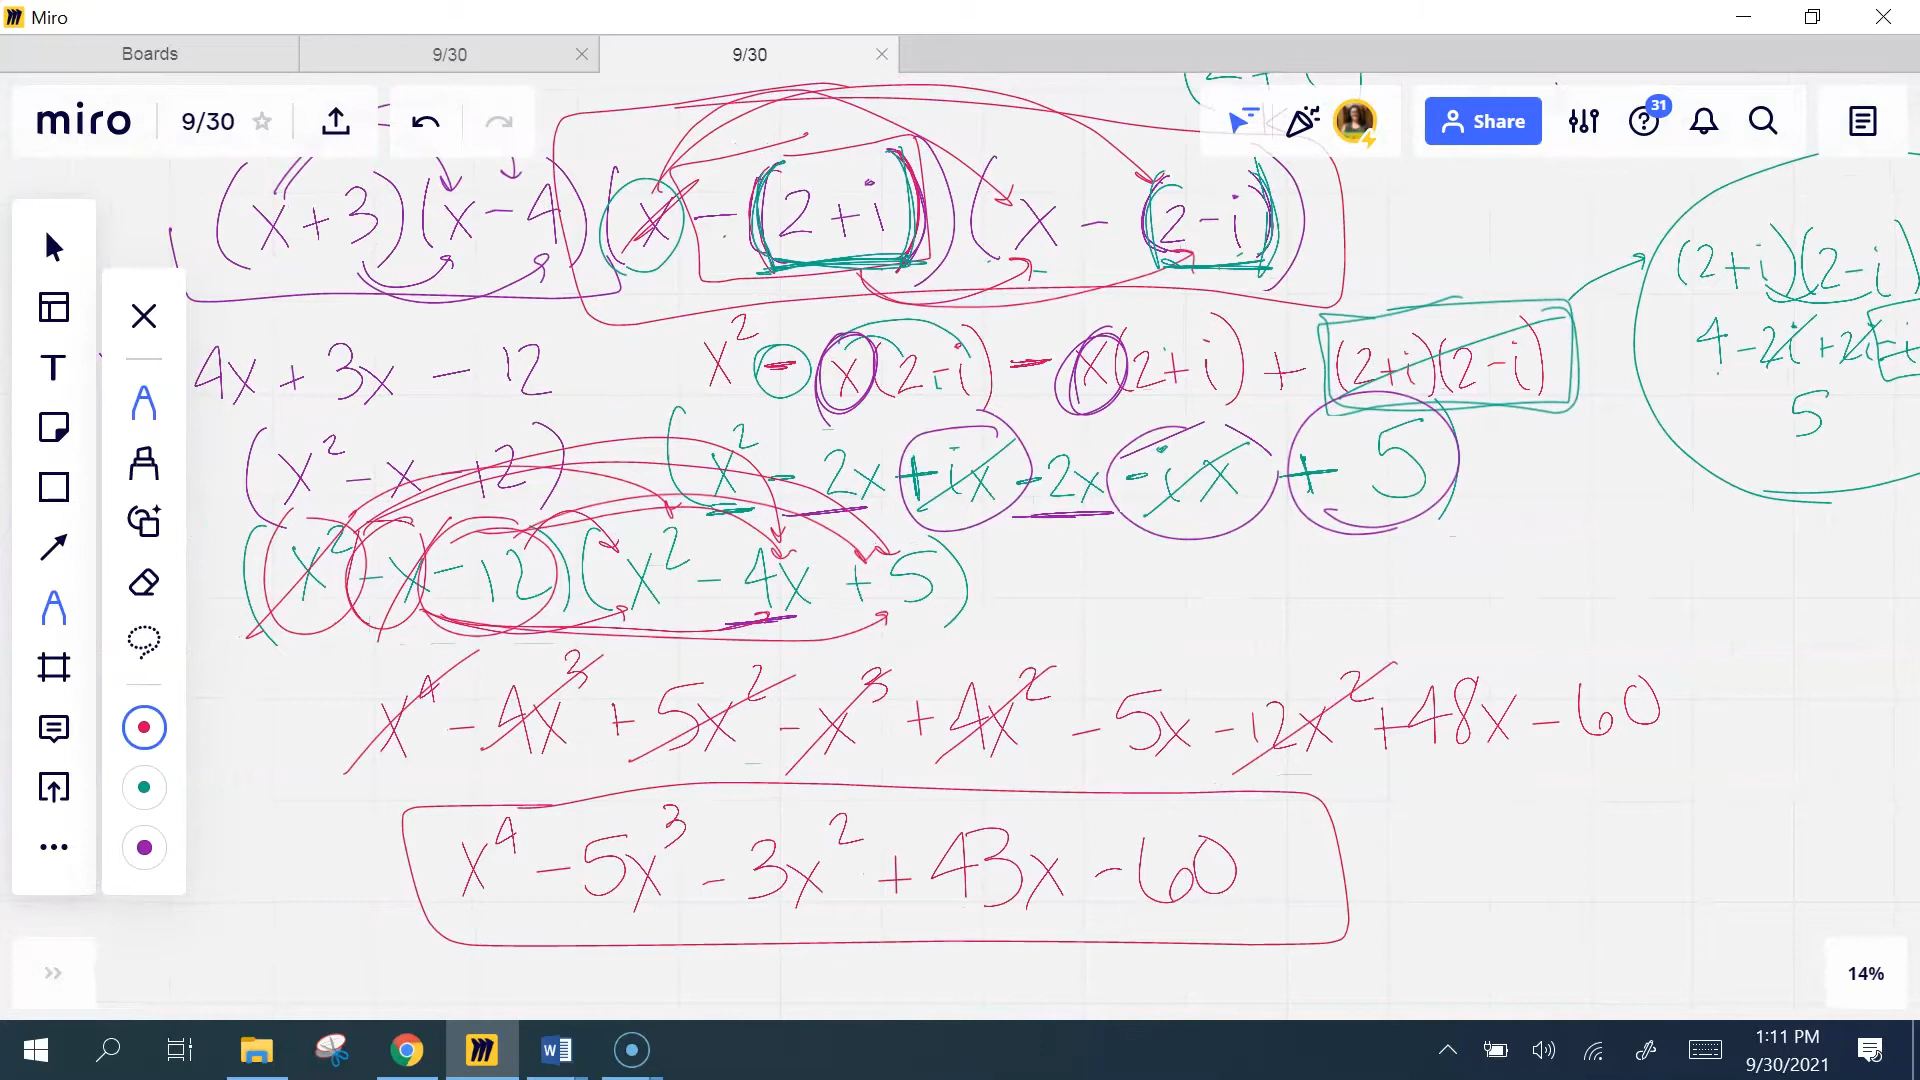 Miro
Boards 9/30 9/30
miro 9/30 Share 31
(x+3)(x-4)(x-(2+i))(x-(2-i))
(2+i)(2-i)
4x+3x-12
x²-x(2-i)-x(2+i)+(2+i)(2-i)
4-2i+2i-i
5
(x²-x-12)(x²-2x+ix-2x-ix+5
(x²-x-12)(x²-4x+5)
x⁴-4x³+5x²-x³+4x²-5x-12x²+48x-60
x⁴-5x³-3x²+43x-60
14%
1:11 PM
9/30/2021